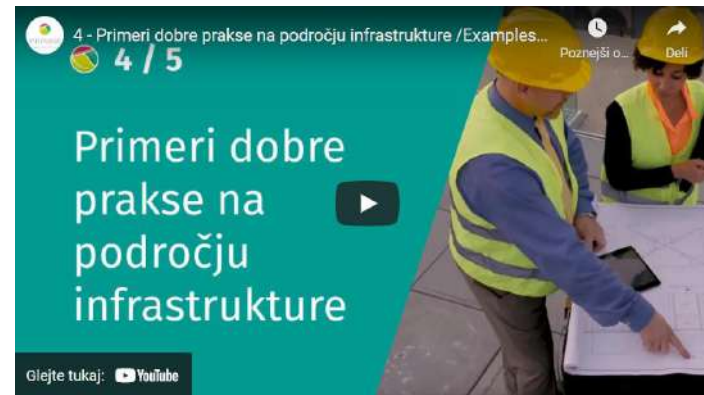 4 - Primeri dobre prakse na področju infrastrukture /Examples...
Poznejši o...
Deli
4 / 5
Primeri dobre
prakse na
področju
infrastrukture
Glejte tukaj: YouTube